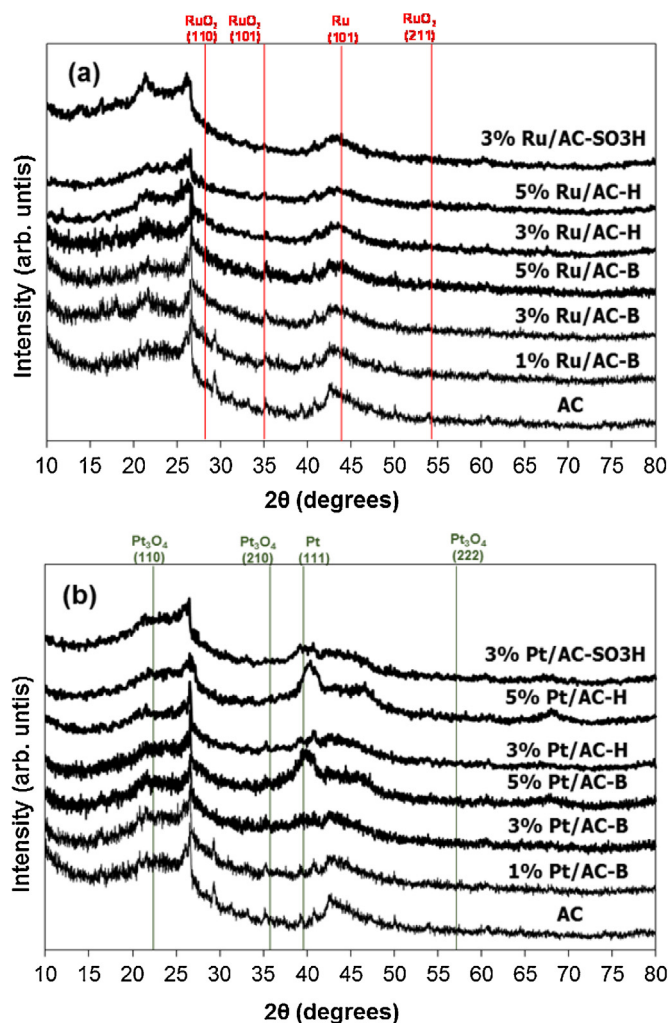 RuO₂ RuO₂ Ru RuO₂
(110) (101) (101) (211)
(a)
3% Ru/AC-SO3H
5% Ru/AC-H
3% Ru/AC-H
5% Ru/AC-B
3% Ru/AC-B
1% Ru/AC-B
AC
Intensity (arb. untis)
10 15 20 25 30 35 40 45 50 55 60 65 70 75 80
2θ (degrees)
Pt₃O₄ Pt₃O₄ Pt Pt₃O₄
(110) (210) (111) (222)
(b)
3% Pt/AC-SO3H
5% Pt/AC-H
3% Pt/AC-H
5% Pt/AC-B
3% Pt/AC-B
1% Pt/AC-B
AC
Intensity (arb. untis)
10 15 20 25 30 35 40 45 50 55 60 65 70 75 80
2θ (degrees)